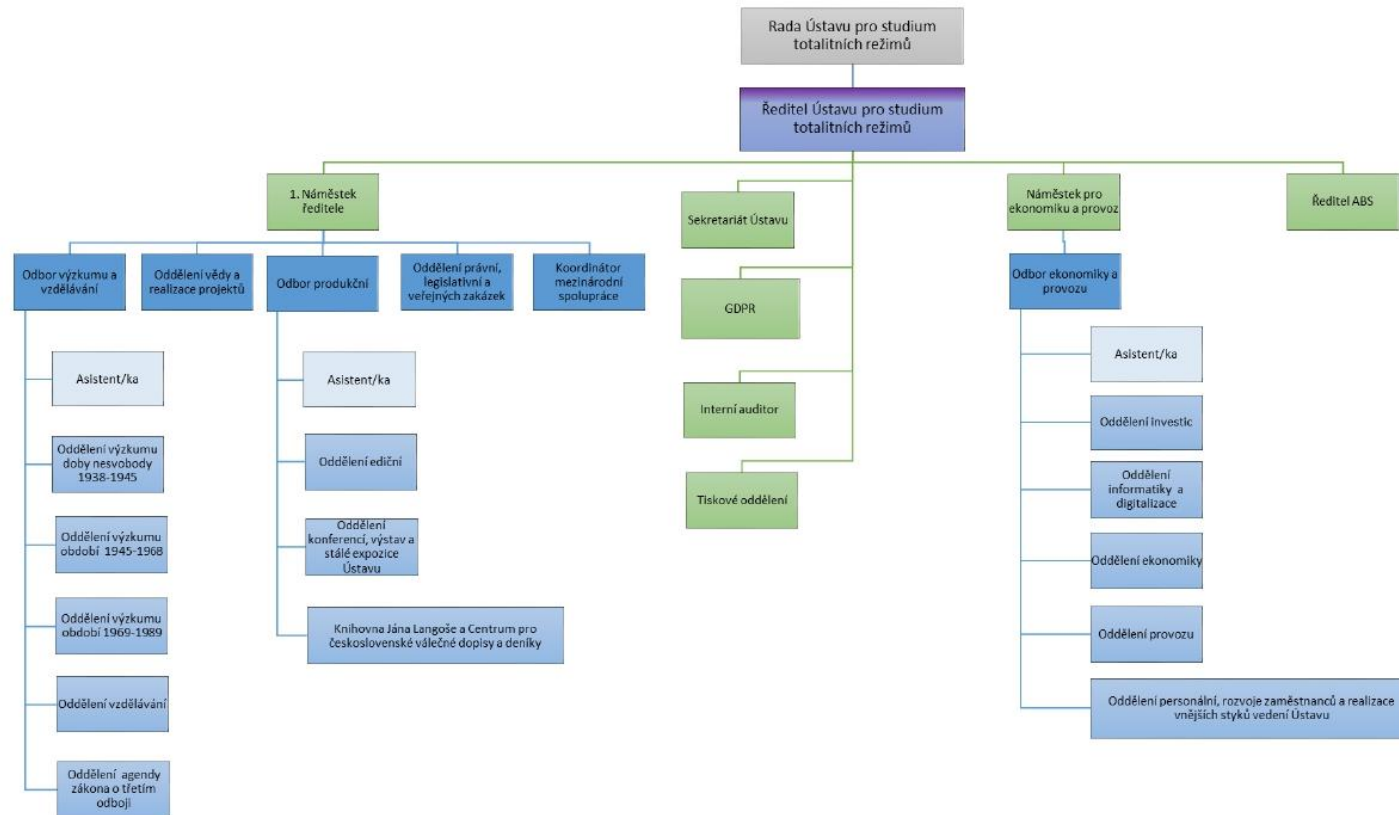 Rada Ústavu pro studium
totalitních režimů
Ředitel Ústavu pro studium
totalitních režimů
1. Náměstek
ředitele
Odbor výzkumu a
vzdělávání
Asistent/ka
Oddělení výzkumu
doby nesvobody
1938-1945
Oddělení výzkumu
období 1945-1968
Oddělení výzkumu
období 1969-1989
Oddělení vzdělávání
Oddělení agendy
zákona o třetím
odboji
Oddělení vědy a
realizace projektů
Odbor produkční
Asistent/ka
Oddělení ediční
Oddělení
konferencí, výstav a
stálé expozice
Ústavu
Knihovna Jána Langoše a Centrum pro
československé válečné dopisy a deníky
Oddělení právní,
legislativní a
veřejných zakázek
Koordinátor
mezinárodní
spolupráce
Sekretariát Ústavu
GDPR
Interní auditor
Tiskové oddělení
Náměstek pro
ekonomiku a provoz
Odbor ekonomiky a
provozu
Asistent/ka
Oddělení investic
Oddělení
informatiky a
digitalizace
Oddělení ekonomiky
Oddělení provozu
Oddělení personální, rozvoje zaměstnanců a realizace
vnějších styků vedení Ústavu
Ředitel ABS